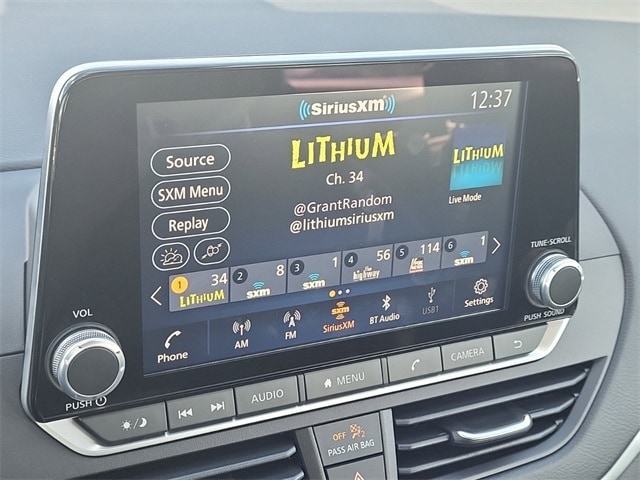 SiriusXM
12:37
LITHIUM
Ch. 34
@GrantRandom
@lithiumsiriusxm
LITHIUM
Live Mode
Source
SXM Menu
Replay
1 34 LITHIUM
2 8 sxm
3 1 sxm
4 56 the highway
5 114
6 1 sxm
Phone
AM
FM
SiriusXM
BT Audio
USB1
Settings
VOL
PUSH
TUNE·SCROLL
PUSH SOUND
AUDIO
MENU
CAMERA
OFF
PASS AIR BAG